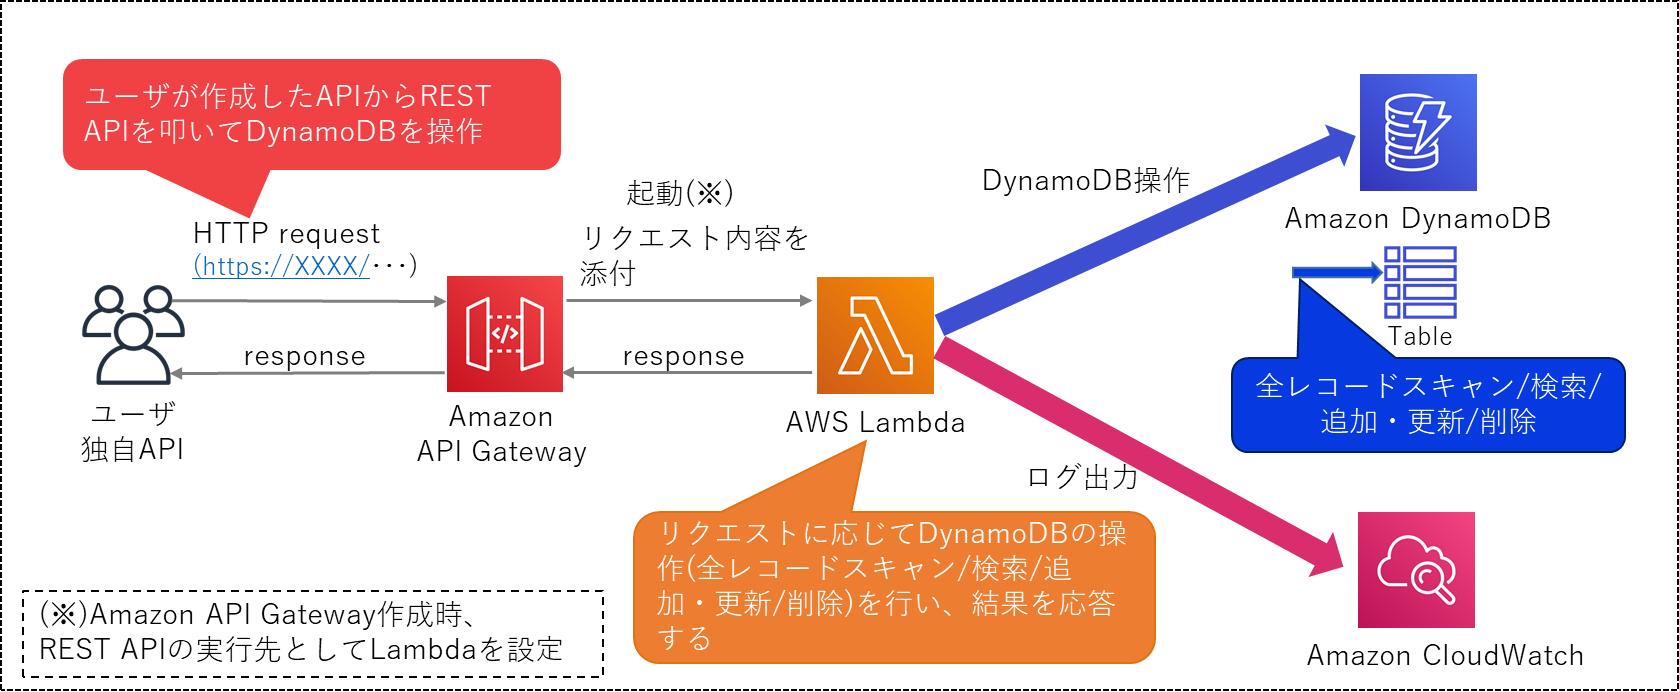 ユーザが作成したAPIからREST
APIを叩いてDynamoDBを操作
HTTP request
(https://XXXX/･･･)
起動(※)
リクエスト内容を
添付
DynamoDB操作
Amazon DynamoDB
Table
全レコードスキャン/検索/
追加・更新/削除
response
response
ユーザ
独自API
Amazon
API Gateway
AWS Lambda
ログ出力
リクエストに応じてDynamoDBの操
作(全レコードスキャン/検索/追
加・更新/削除)を行い、結果を応答
する
(※)Amazon API Gateway作成時、
REST APIの実行先としてLambdaを設定
Amazon CloudWatch